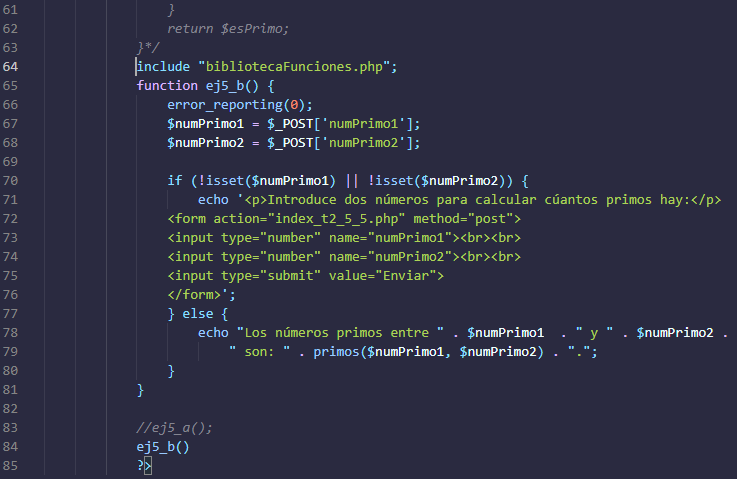 61 }
62 return $esPrimo;
63 }*/
64 include "bibliotecaFunciones.php";
65 function ej5_b() {
66 error_reporting(0);
67 $numPrimo1 = $_POST['numPrimo1'];
68 $numPrimo2 = $_POST['numPrimo2'];
69
70 if (!isset($numPrimo1) || !isset($numPrimo2)) {
71 echo '<p>Introduce dos números para calcular cúantos primos hay:</p>
72 <form action="index_t2_5_5.php" method="post">
73 <input type="number" name="numPrimo1"><br><br>
74 <input type="number" name="numPrimo2"><br><br>
75 <input type="submit" value="Enviar">
76 </form>';
77 } else {
78 echo "Los números primos entre " . $numPrimo1  . " y " . $numPrimo2 .
79 " son: " . primos($numPrimo1, $numPrimo2) . ".";
80 }
81 }
82
83 //ej5_a();
84 ej5_b()
85 ?>